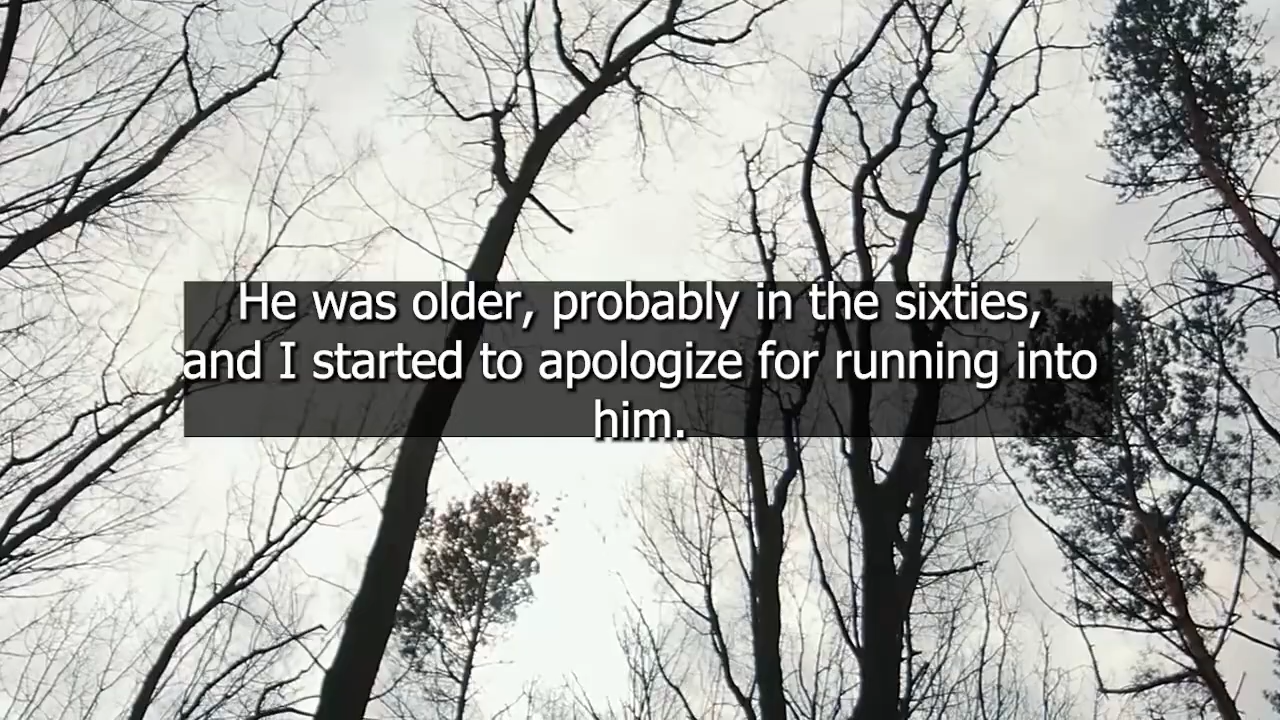 He was older, probably in the sixties,
and I started to apologize for running into
him.